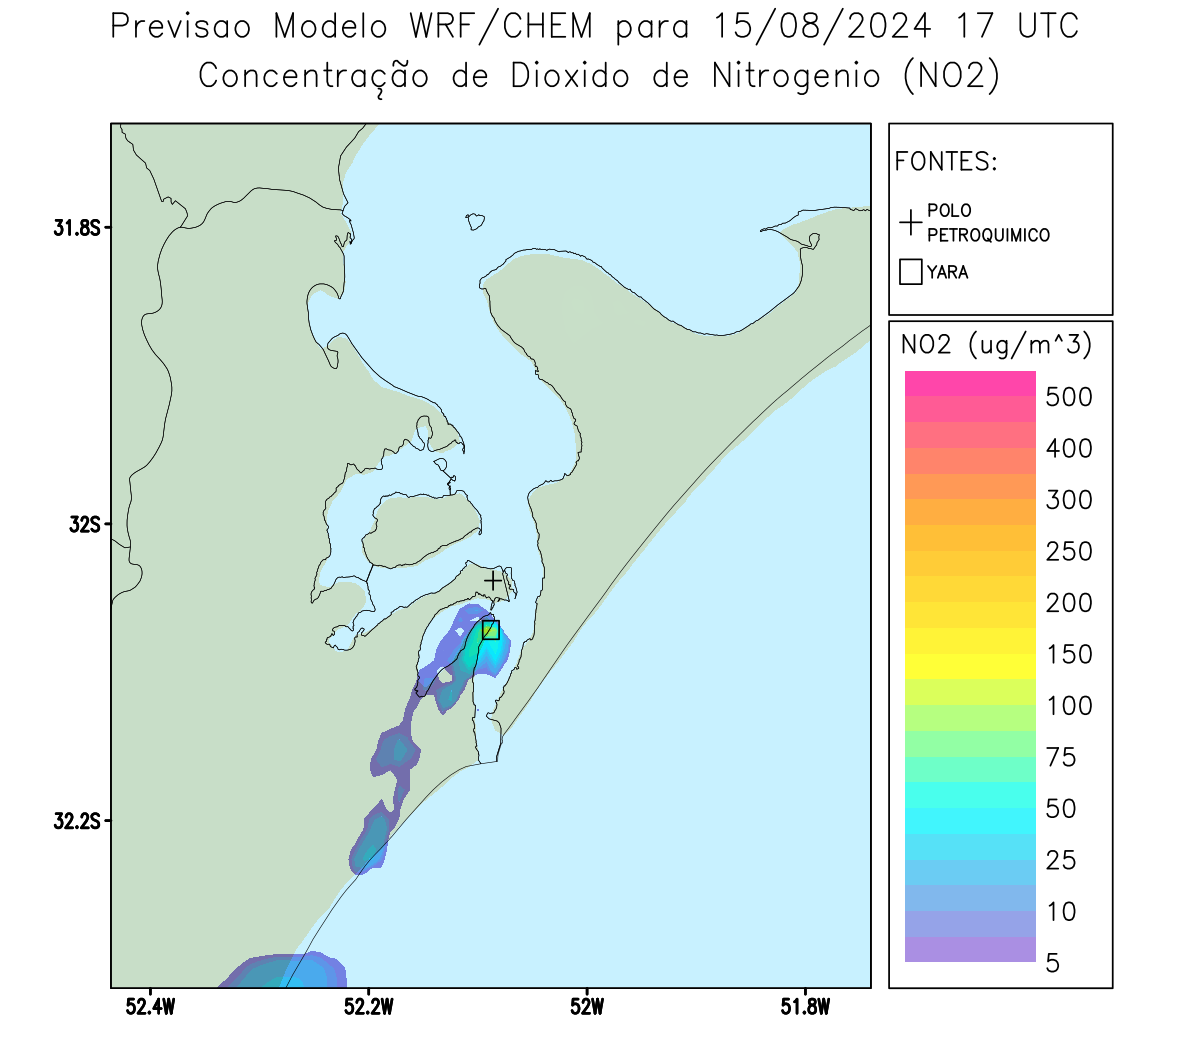 Previsao Modelo WRF/CHEM para 15/08/2024 17 UTC
Concentração de Dioxido de Nitrogenio (NO2)
FONTES:
POLO
PETROQUIMICO
YARA
NO2 (ug/m^3)
500
400
300
250
200
150
100
75
50
25
10
5
31.8S
32S
32.2S
52.4W
52.2W
52W
51.8W